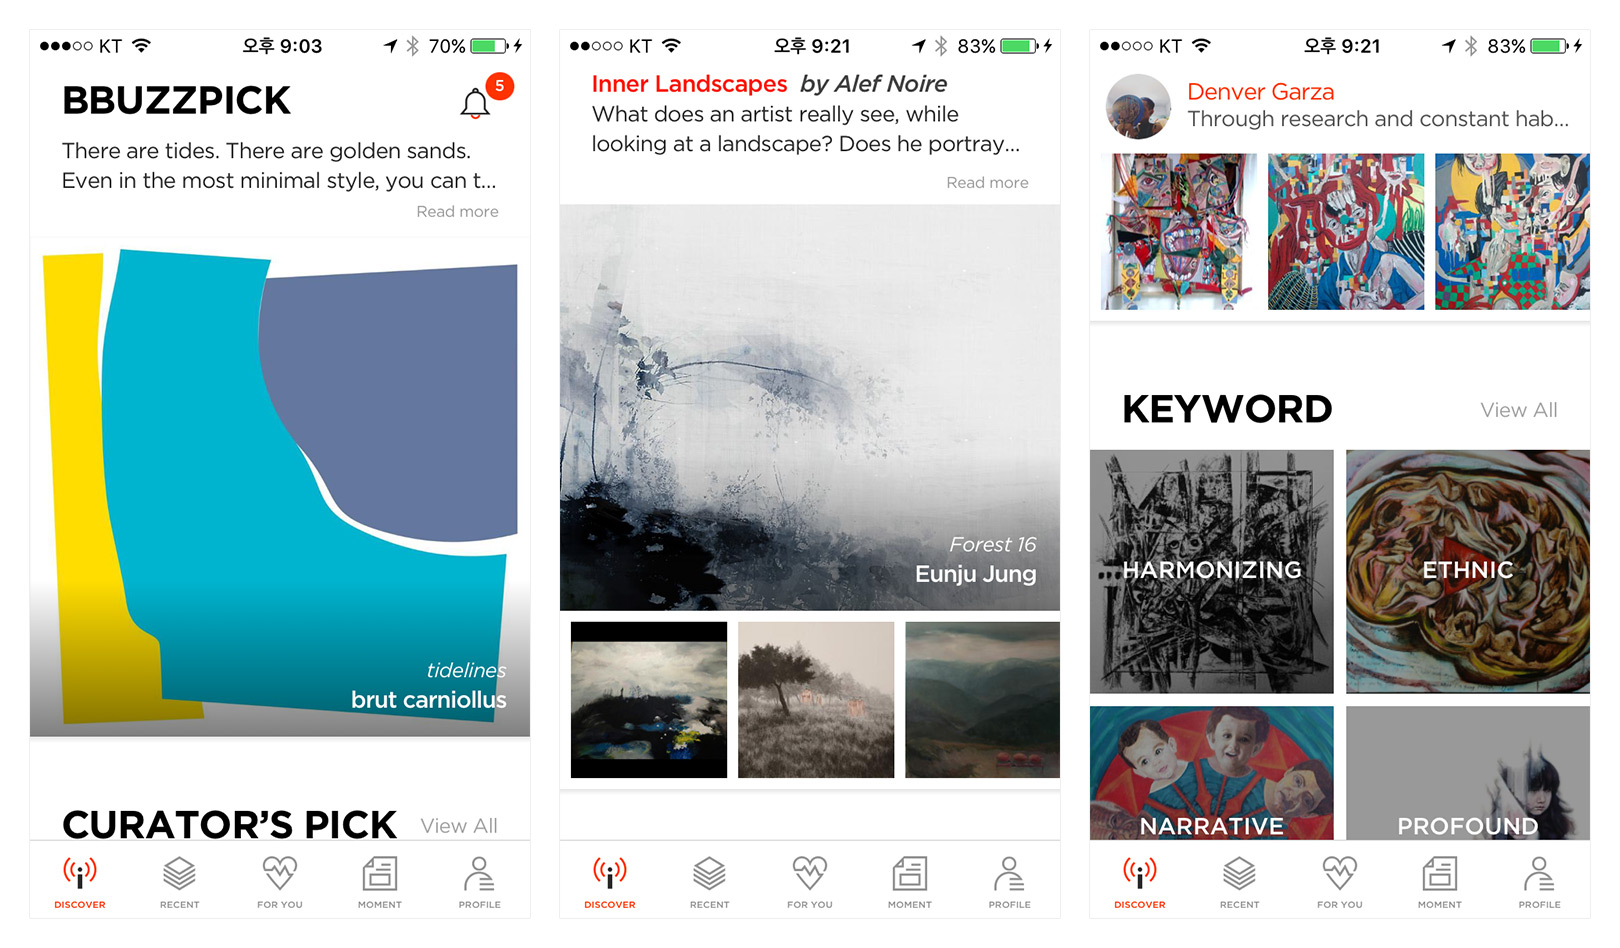 KT 오후 9:03 70%
BBUZZPICK
5
There are tides. There are golden sands.
Even in the most minimal style, you can t...
Read more
tidelines
brut carniollus
CURATOR'S PICK View All
DISCOVER RECENT FOR YOU MOMENT PROFILE
KT 오후 9:21 83%
Inner Landscapes by Alef Noire
What does an artist really see, while
looking at a landscape? Does he portray...
Read more
Forest 16
Eunju Jung
DISCOVER RECENT FOR YOU MOMENT PROFILE
KT 오후 9:21 83%
Denver Garza
Through research and constant hab...
KEYWORD View All
HARMONIZING ETHNIC
NARRATIVE PROFOUND
DISCOVER RECENT FOR YOU MOMENT PROFILE